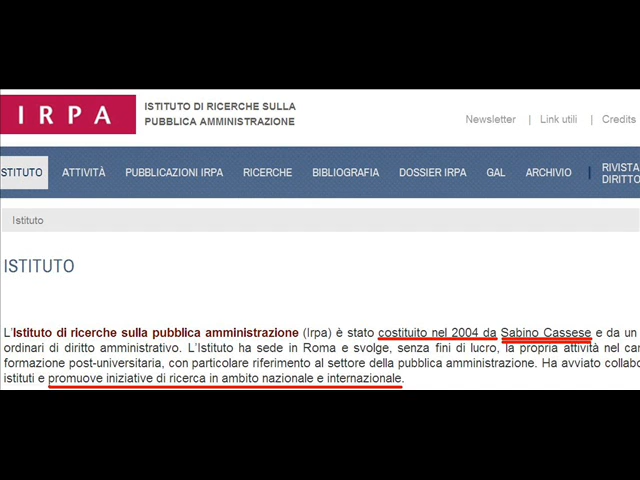 IRPA
ISTITUTO DI RICERCHE SULLA
PUBBLICA AMMINISTRAZIONE
Newsletter | Link utili | Credits
STITUTO ATTIVITÀ PUBBLICAZIONI IRPA RICERCHE BIBLIOGRAFIA DOSSIER IRPA GAL ARCHIVIO | RIVISTA
DIRITTO
Istituto
ISTITUTO
L'Istituto di ricerche sulla pubblica amministrazione (Irpa) è stato costituito nel 2004 da Sabino Cassese e da un
ordinari di diritto amministrativo. L'Istituto ha sede in Roma e svolge, senza fini di lucro, la propria attività nel
formazione post-universitaria, con particolare riferimento al settore della pubblica amministrazione. Ha avviato
istituti e promuove iniziative di ricerca in ambito nazionale e internazionale.